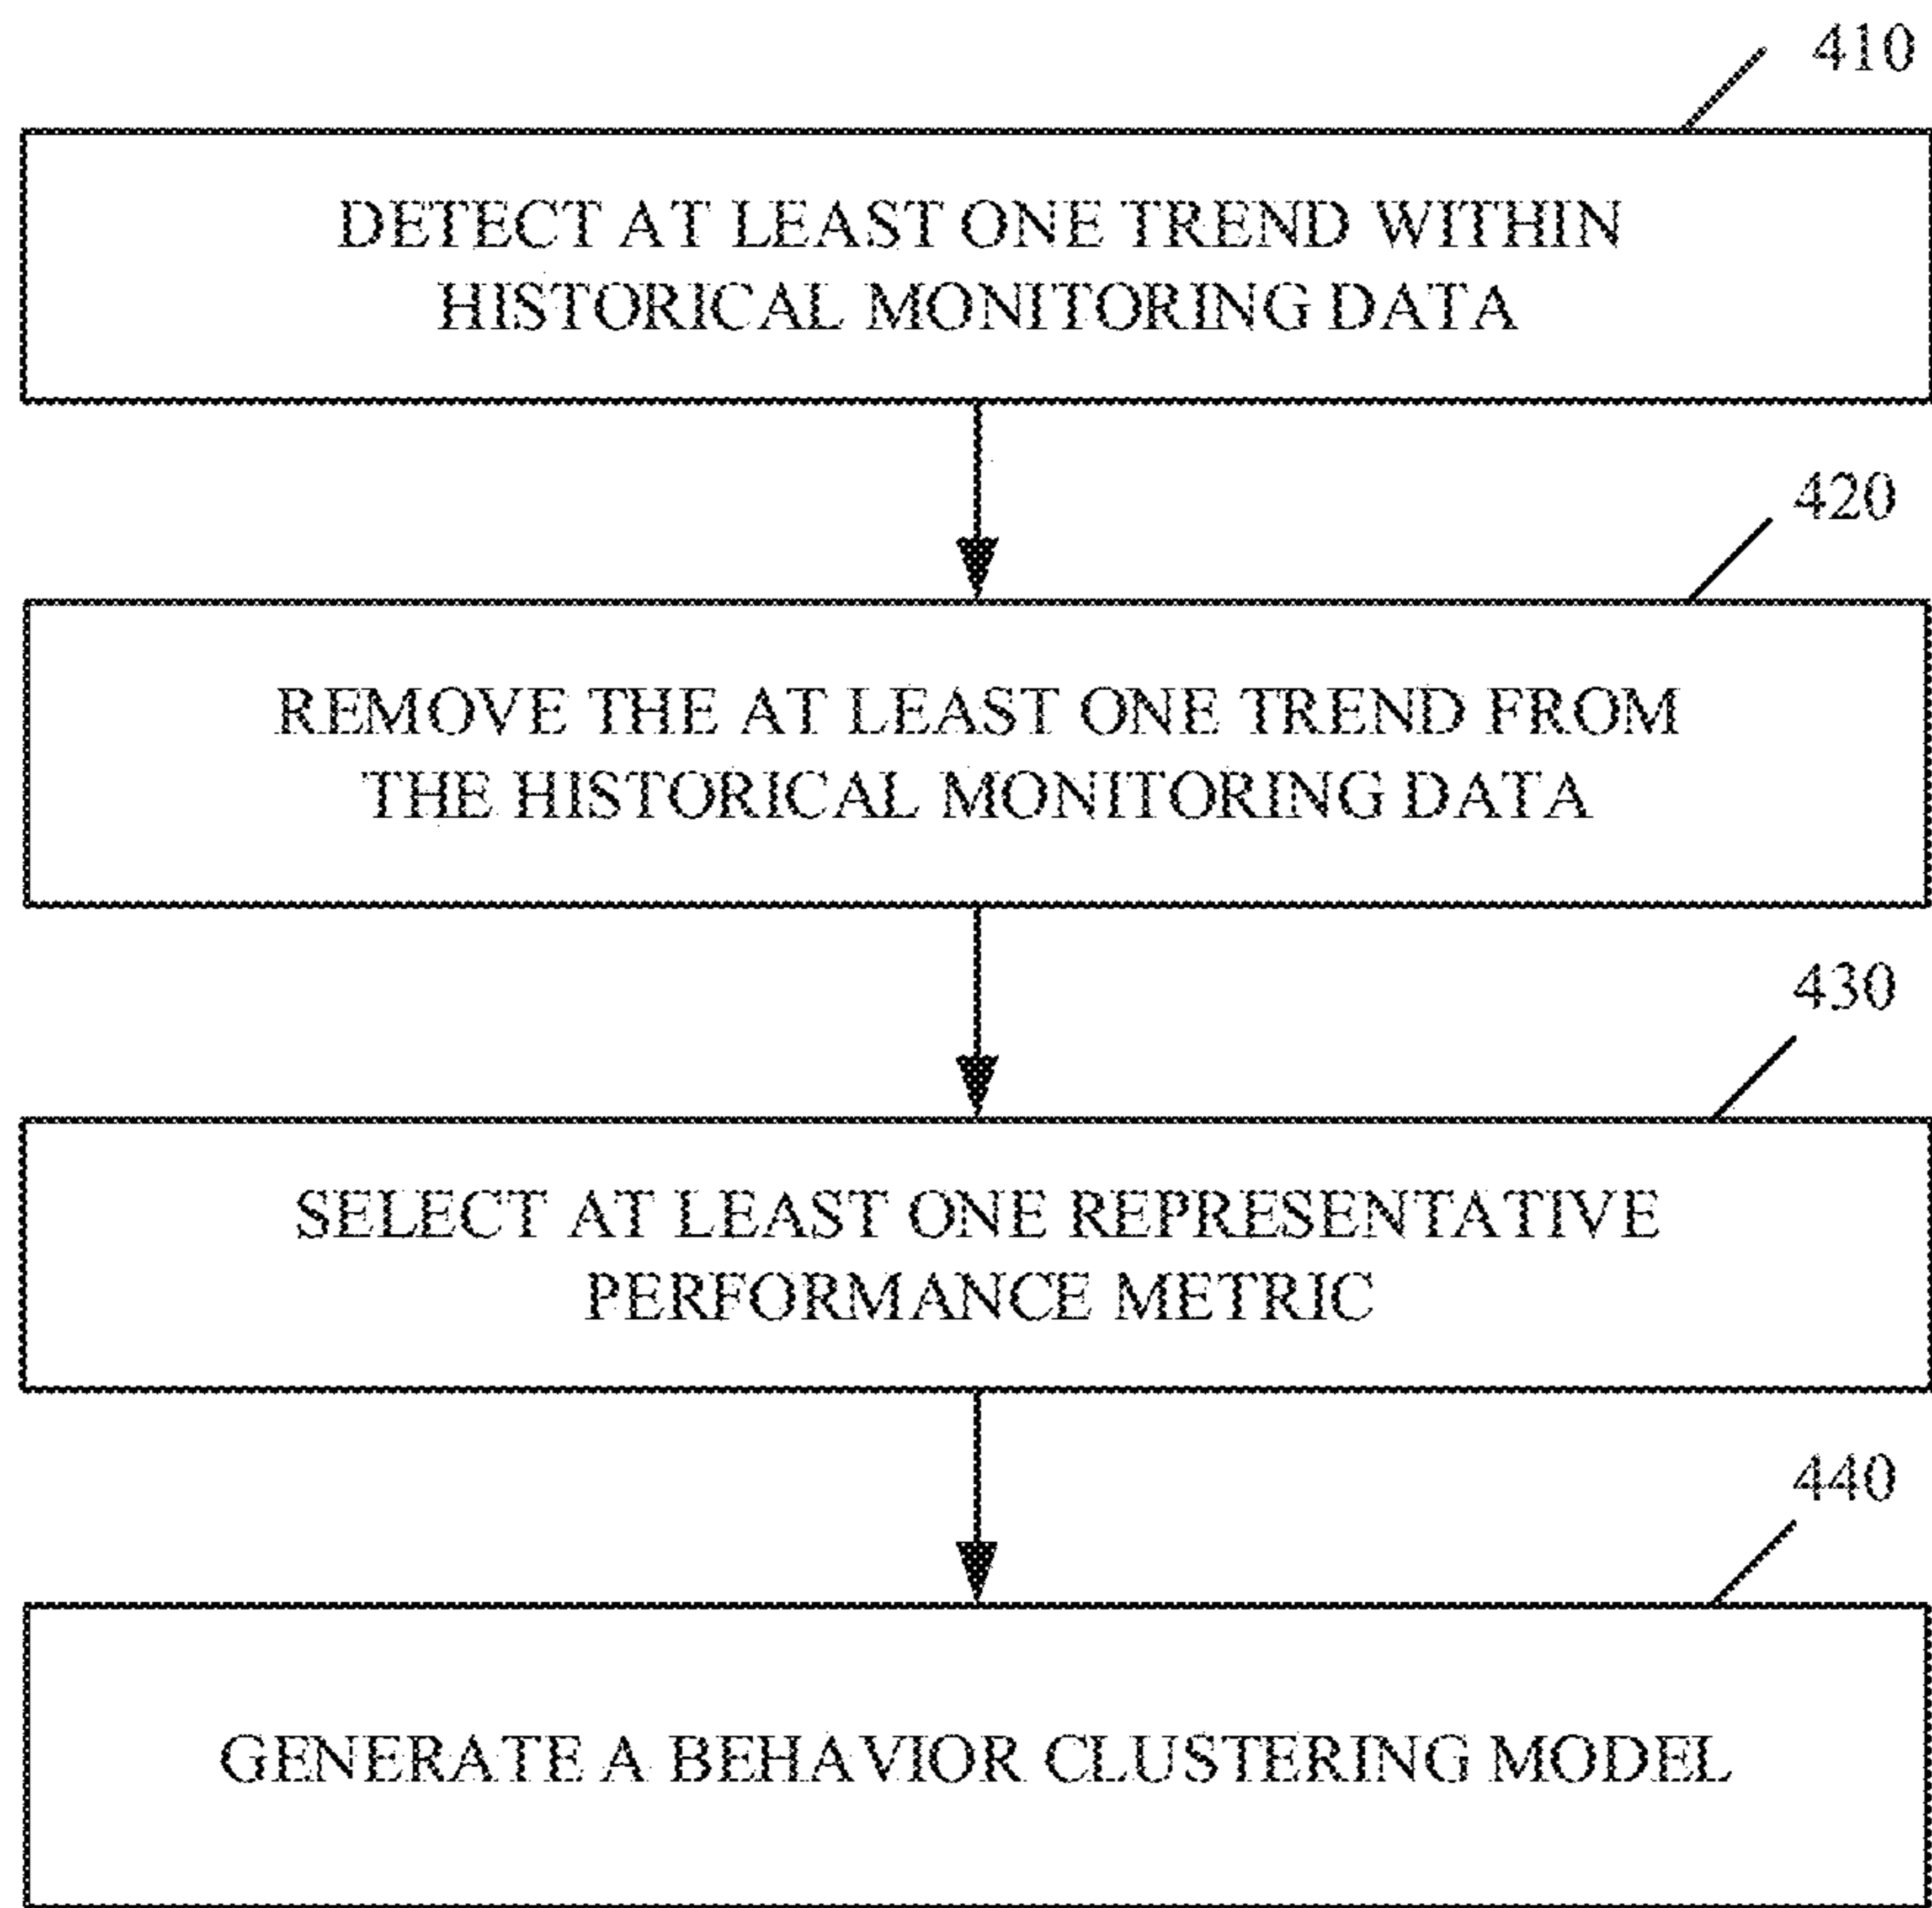 410
DETECT AT LEAST ONE TREND WITHIN
HISTORICAL MONITORING DATA
420
REMOVE THE AT LEAST ONE TREND FROM
THE HISTORICAL MONITORING DATA
430
SELECT AT LEAST ONE REPRESENTATIVE
PERFORMANCE METRIC
440
GENERATE A BEHAVIOR CLUSTERING MODEL